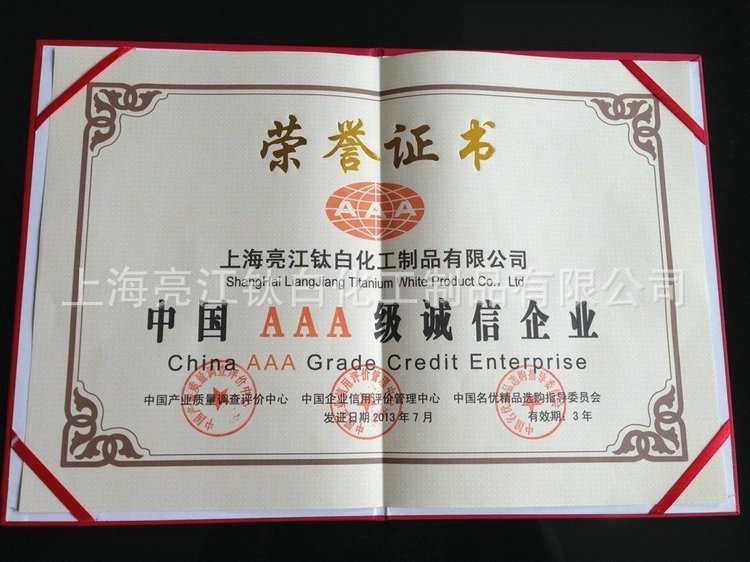 荣誉证书
AAA
上海亮江钛白化工制品有限公司
ShangHai LiangJiang Titanium White Product Co., Ltd
上海亮江钛白化工制品有限公司
中国 AAA 级诚信企业
China AAA Grade Credit Enterprise
中国产业质量调查评价中心 中国企业信用评价管理中心 中国名优精品选购指导委员会
发证日期2013年7月 有效期：3年